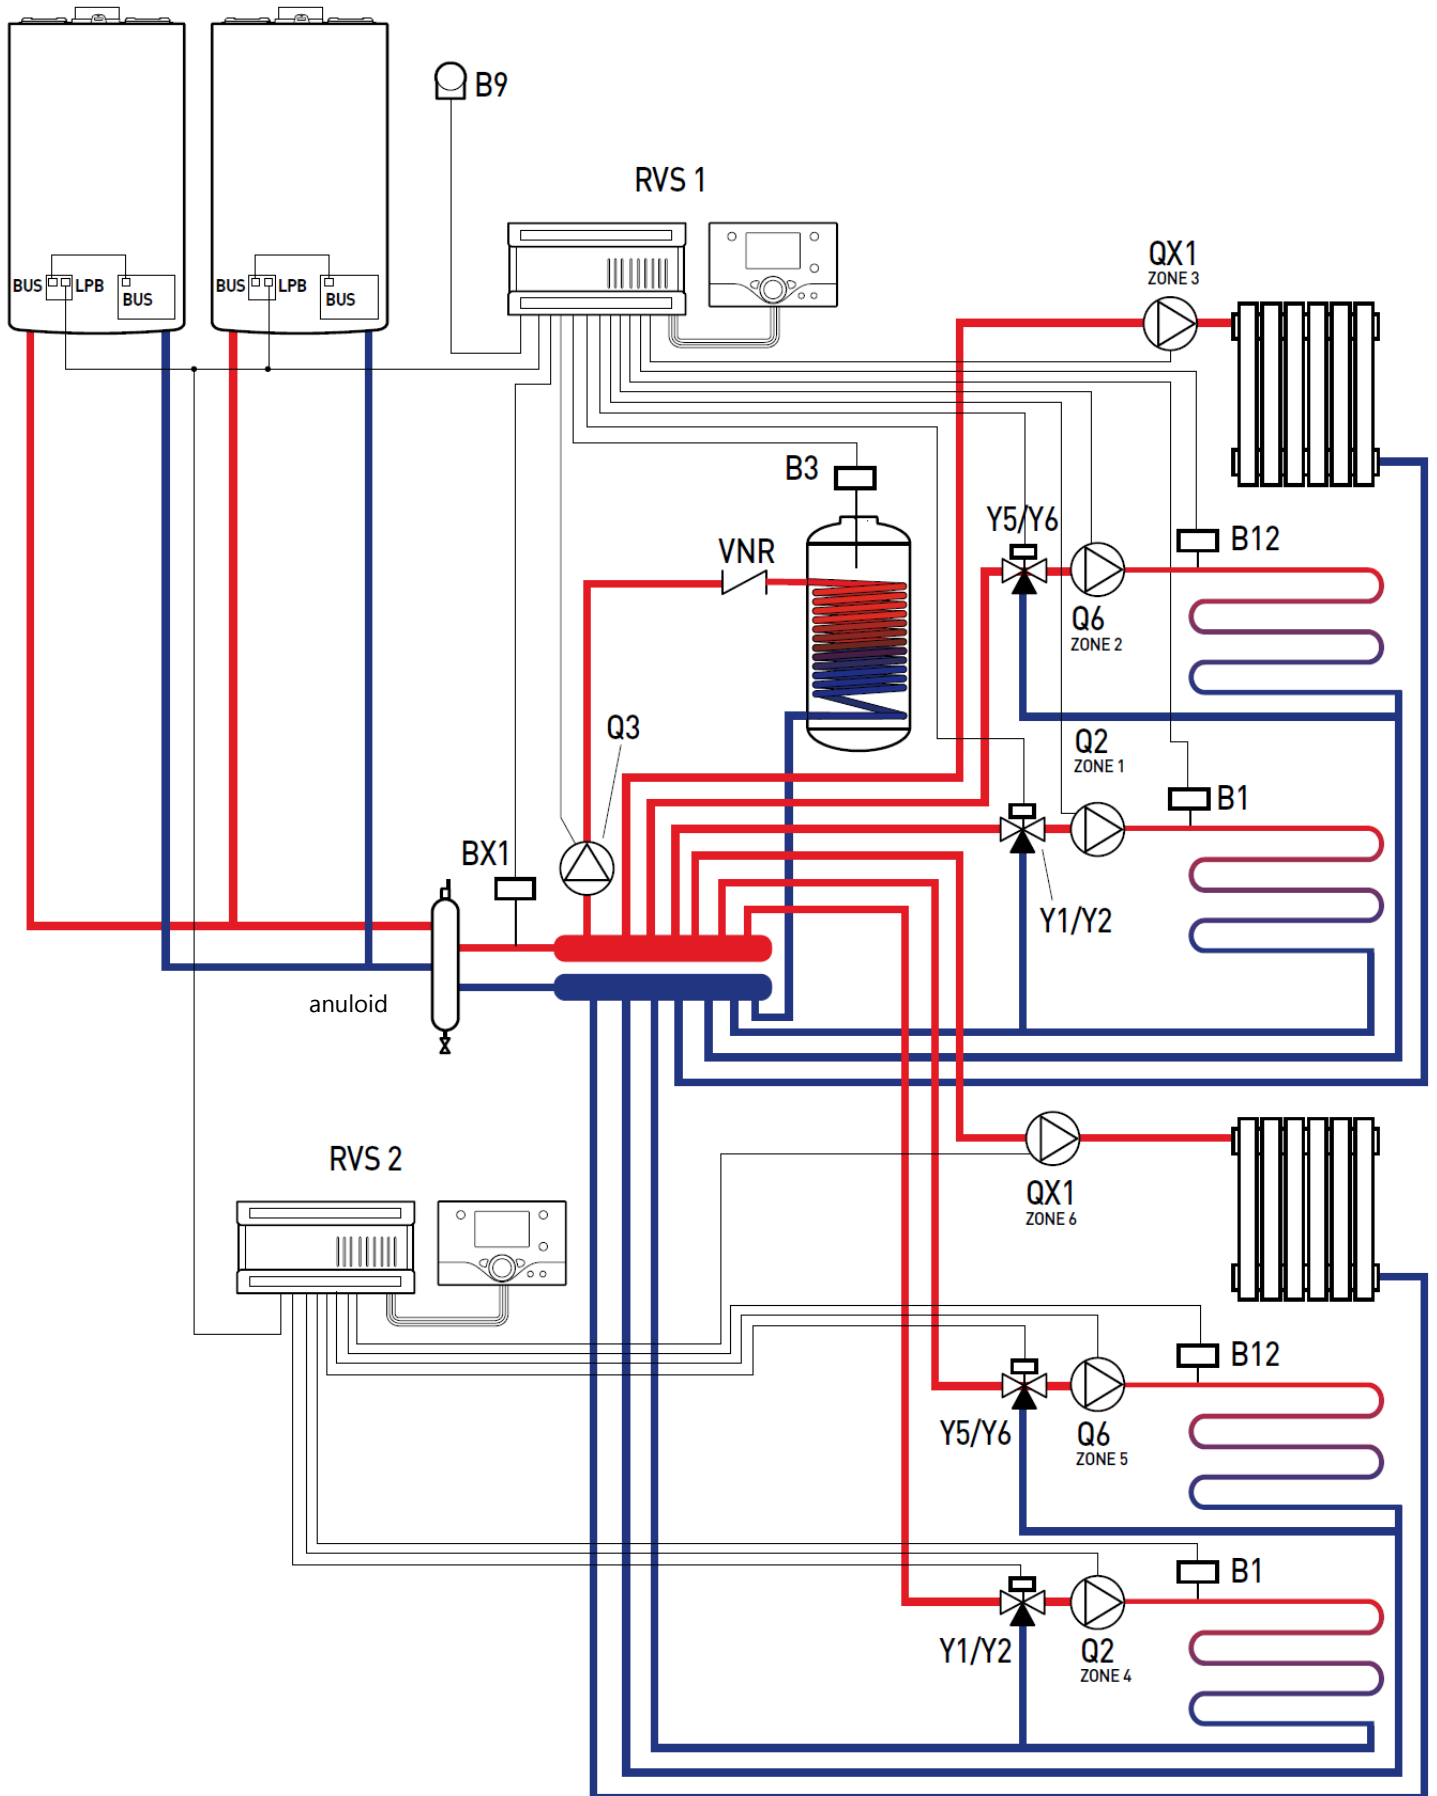 B9
RVS 1
QX1
ZONE 3
BUS
LPB
BUS
BUS
LPB
BUS
B3
Y5/Y6
B12
VNR
Q6
ZONE 2
Q3
Q2
ZONE 1
B1
BX1
Y1/Y2
anuloid
RVS 2
QX1
ZONE 6
B12
Y5/Y6
Q6
ZONE 5
B1
Y1/Y2
Q2
ZONE 4